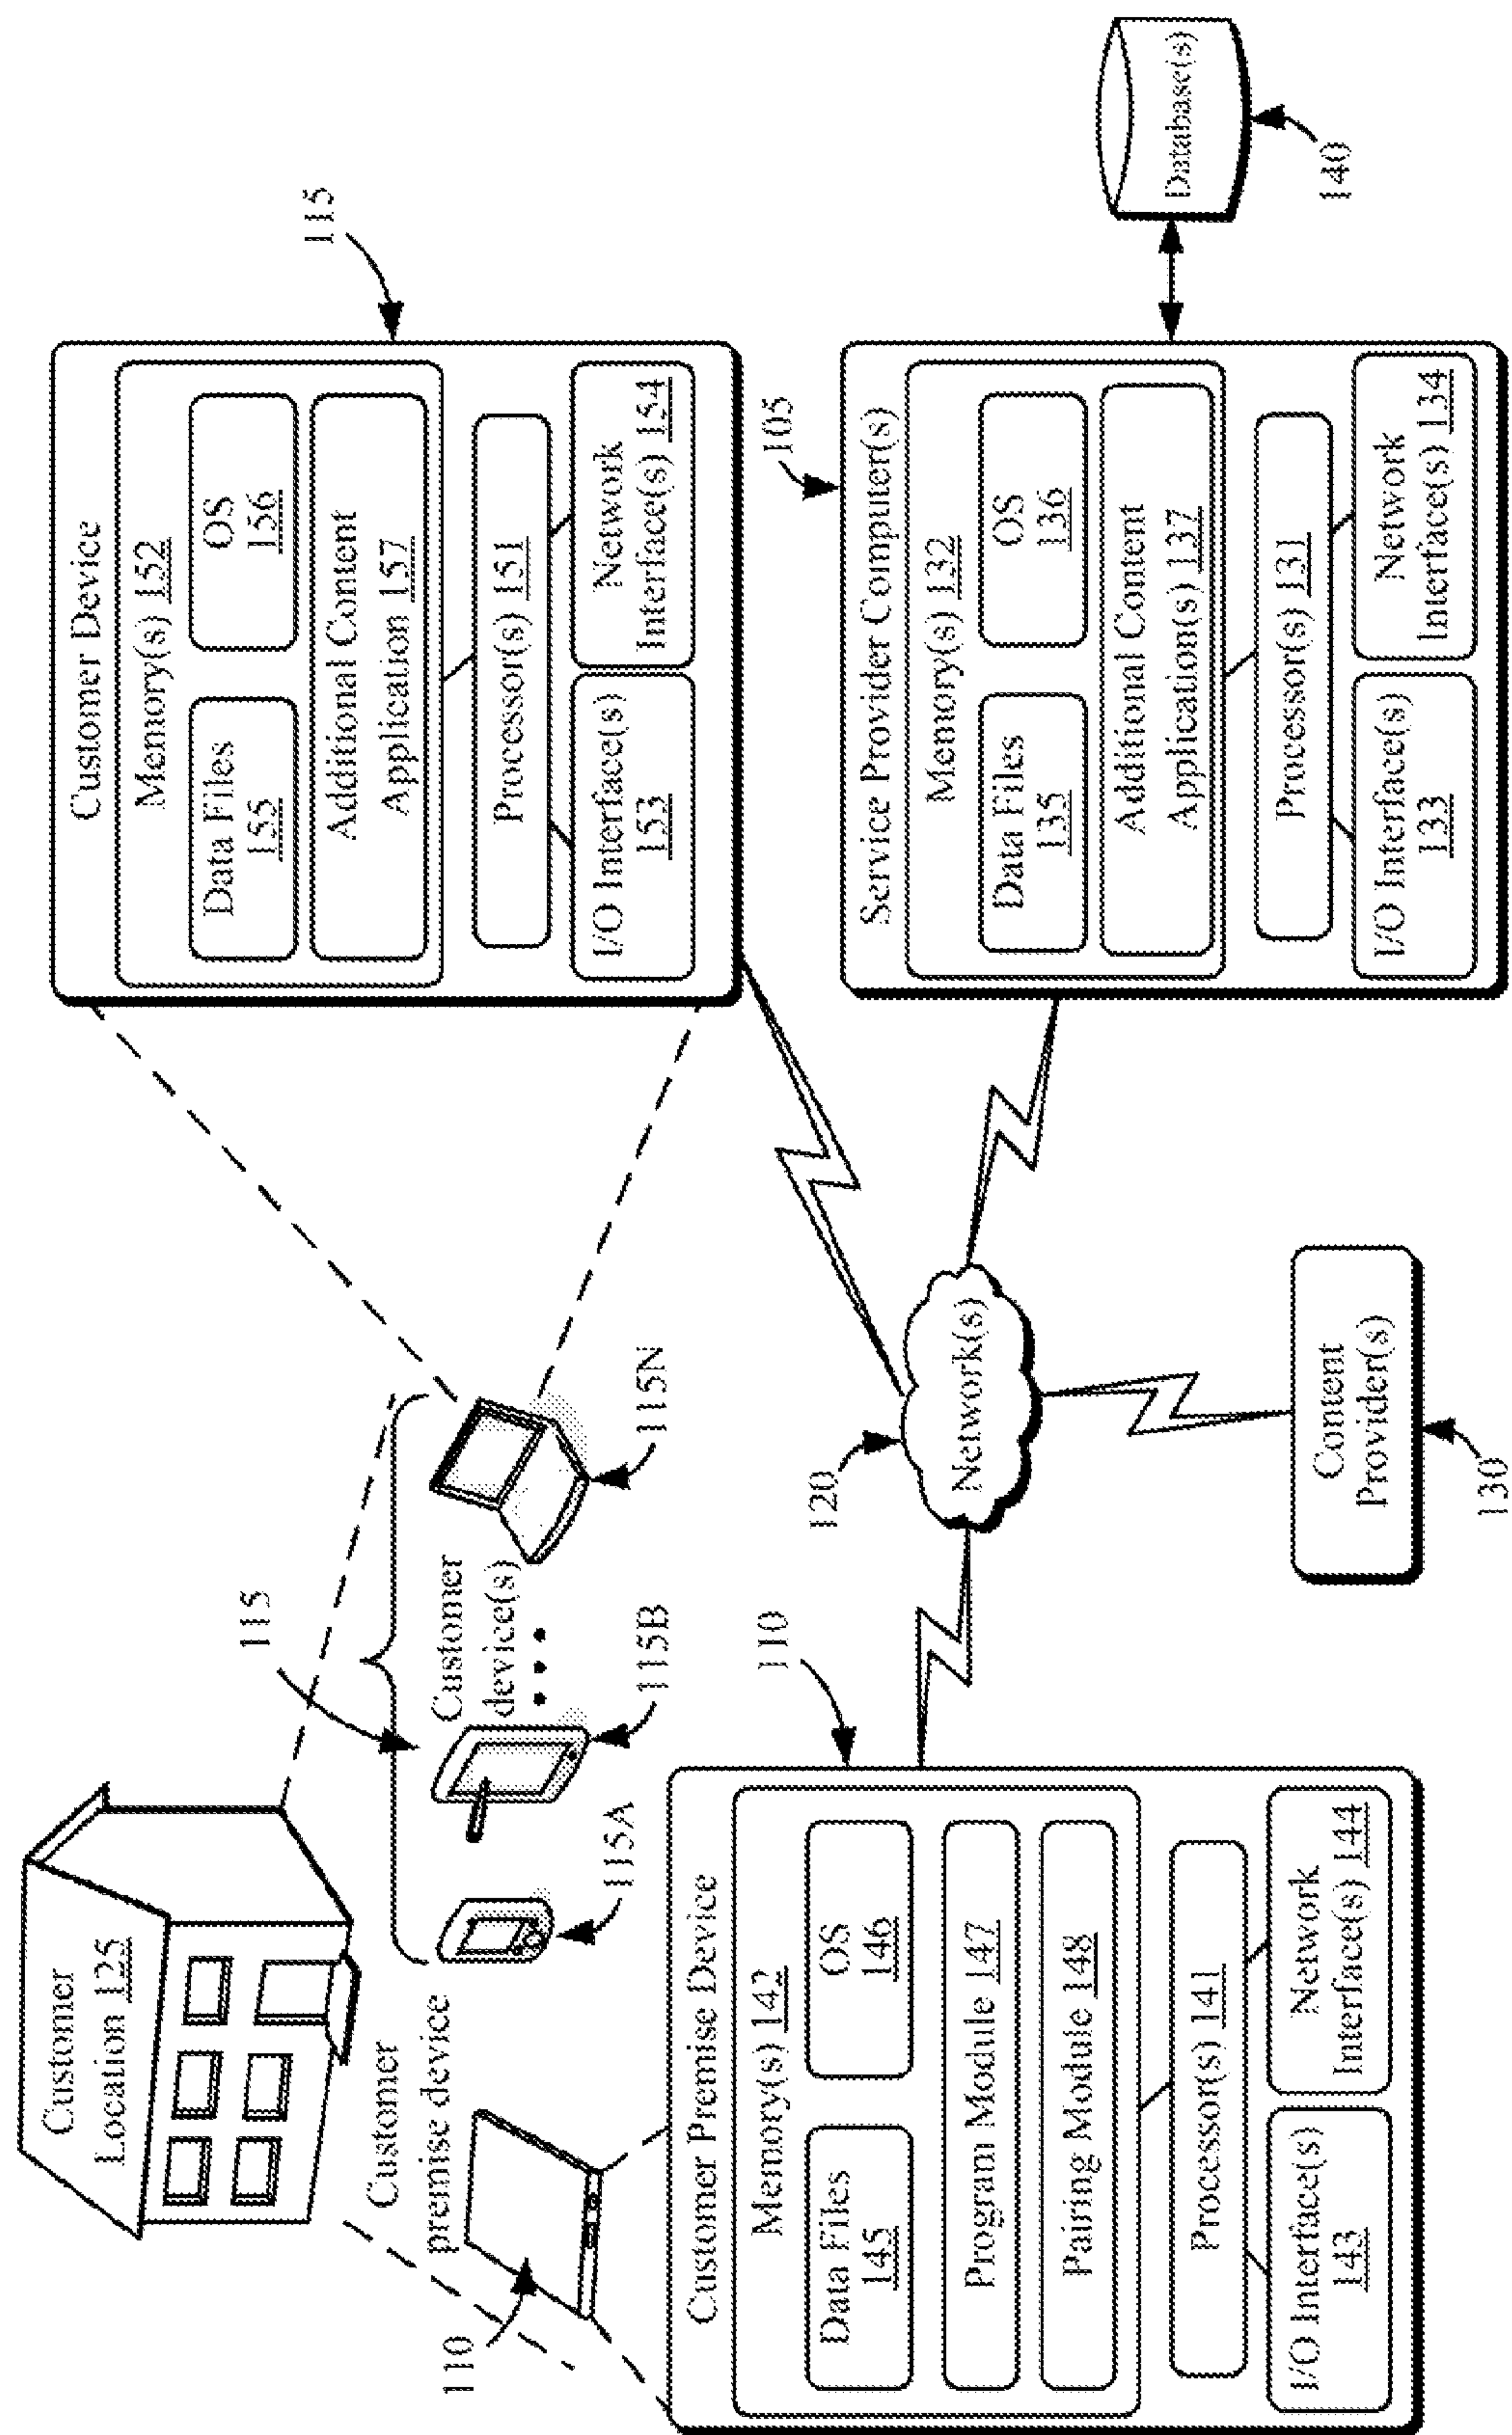 Customer
Location 125
115
Customer
premise device
110
Customer
device(s)
115A
115B
115N
Customer Device
115
Memory(s) 152
Data Files
155
OS
156
Additional Content
Application 157
Processor(s) 151
I/O Interface(s)
153
Network
Interface(s) 154
Customer Premise Device
110
Memory(s) 142
Data Files
145
OS
146
Program Module 147
Pairing Module 148
Processor(s) 141
I/O Interface(s)
143
Network
Interface(s) 144
120
Network(s)
Content
Provider(s)
130
105
Service Provider Computer(s)
Memory(s) 132
Data Files
135
OS
136
Additional Content
Application(s) 137
Processor(s) 131
I/O Interface(s)
133
Network
Interface(s) 134
Database(s)
140